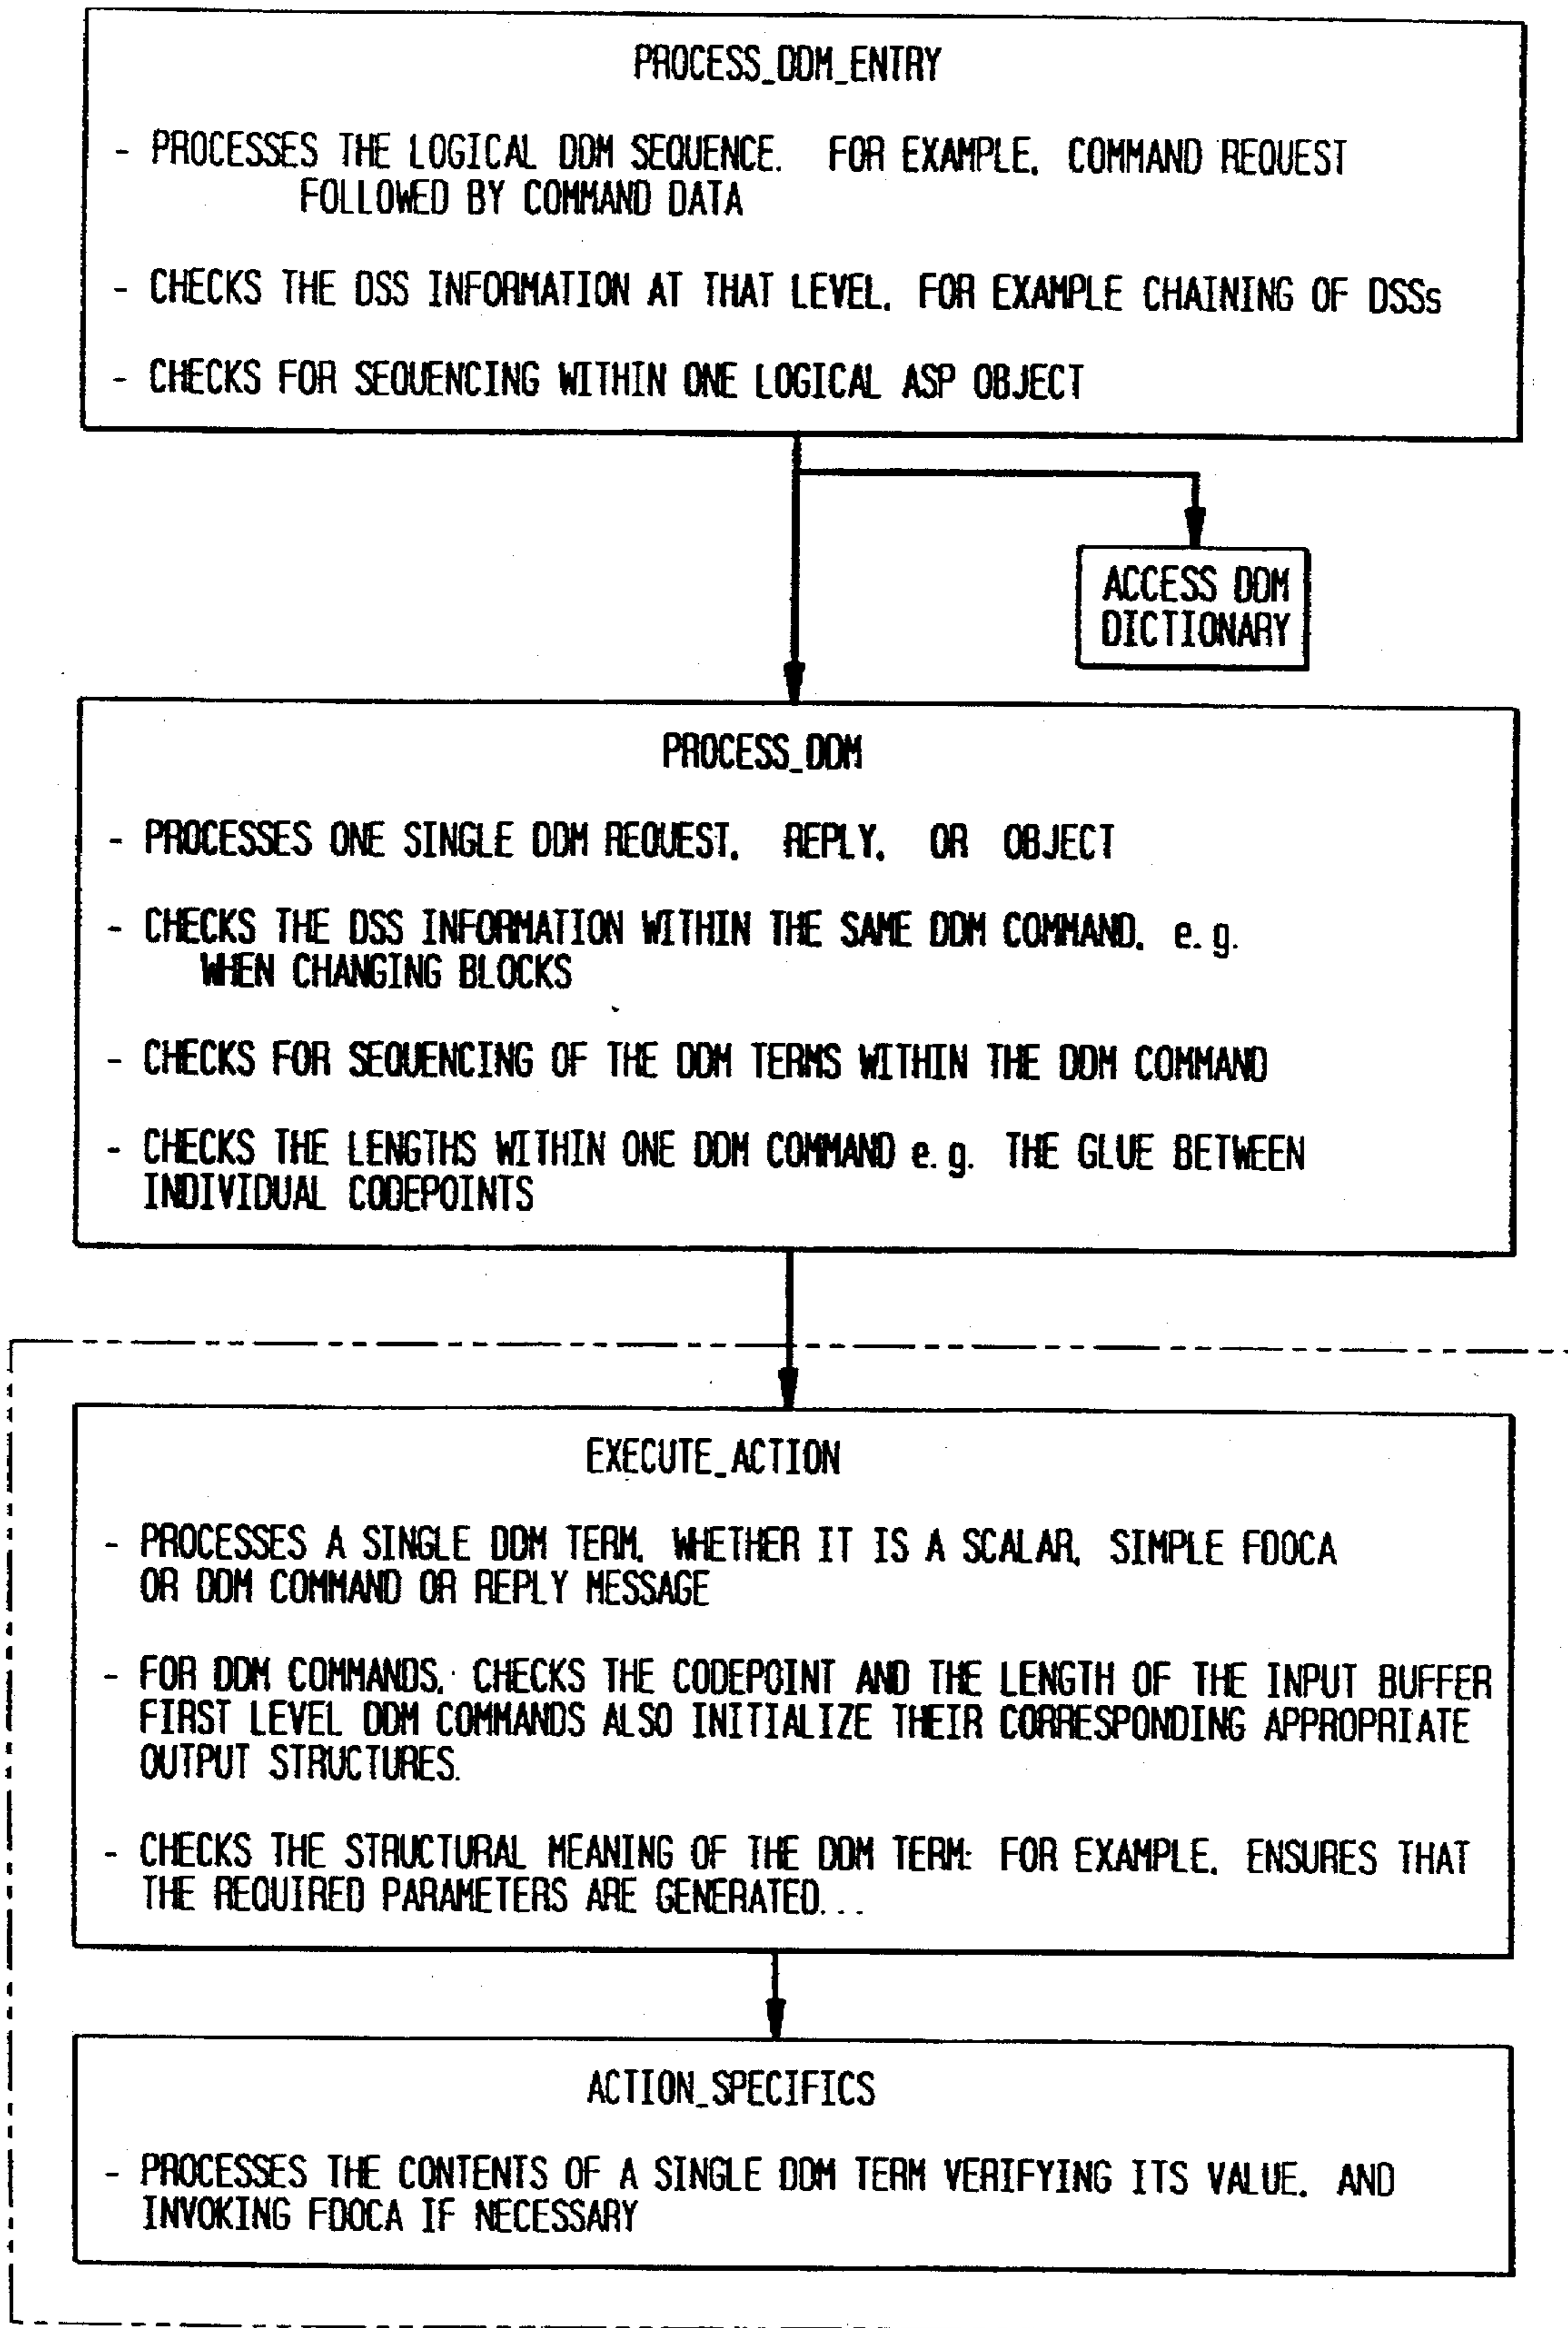 PROCESS_DDM_ENTRY
- PROCESSES THE LOGICAL DDM SEQUENCE. FOR EXAMPLE, COMMAND REQUEST
FOLLOWED BY COMMAND DATA
- CHECKS THE DSS INFORMATION AT THAT LEVEL. FOR EXAMPLE CHAINING OF DSSs
- CHECKS FOR SEQUENCING WITHIN ONE LOGICAL ASP OBJECT
ACCESS DDM
DICTIONARY
PROCESS_DDM
- PROCESSES ONE SINGLE DDM REQUEST, REPLY, OR OBJECT
- CHECKS THE DSS INFORMATION WITHIN THE SAME DDM COMMAND, e.g.
WHEN CHANGING BLOCKS
- CHECKS FOR SEQUENCING OF THE DDM TERMS WITHIN THE DDM COMMAND
- CHECKS THE LENGTHS WITHIN ONE DDM COMMAND e.g. THE GLUE BETWEEN
INDIVIDUAL CODEPOINTS
EXECUTE_ACTION
- PROCESSES A SINGLE DDM TERM, WHETHER IT IS A SCALAR, SIMPLE FDOCA
OR DDM COMMAND OR REPLY MESSAGE
- FOR DDM COMMANDS, CHECKS THE CODEPOINT AND THE LENGTH OF THE INPUT BUFFER
FIRST LEVEL DDM COMMANDS ALSO INITIALIZE THEIR CORRESPONDING APPROPRIATE
OUTPUT STRUCTURES.
- CHECKS THE STRUCTURAL MEANING OF THE DDM TERM: FOR EXAMPLE, ENSURES THAT
THE REQUIRED PARAMETERS ARE GENERATED...
ACTION_SPECIFICS
- PROCESSES THE CONTENTS OF A SINGLE DDM TERM VERIFYING ITS VALUE, AND
INVOKING FDOCA IF NECESSARY